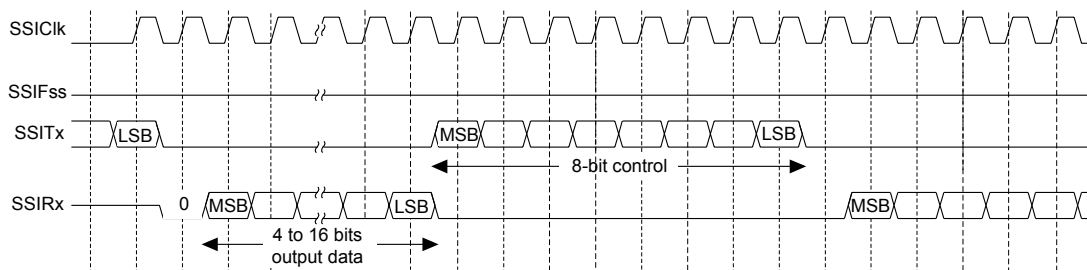 SSIClk
SSIFss
SSITx
LSB
MSB
LSB
8-bit control
SSIRx
0
MSB
LSB
MSB
4 to 16 bits
output data